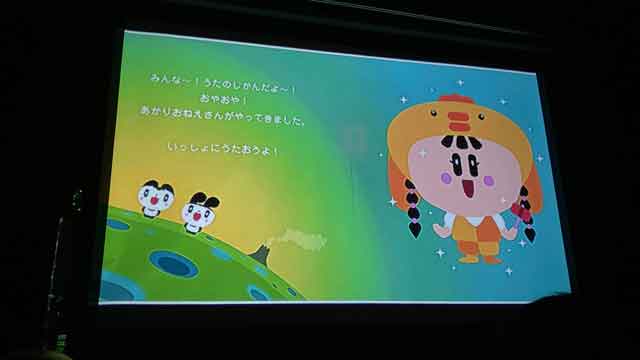 みんな～！うたのじかんだよ～！
おやおや！
あかりおねえさんがやってきました。
いっしょにうたおうよ！